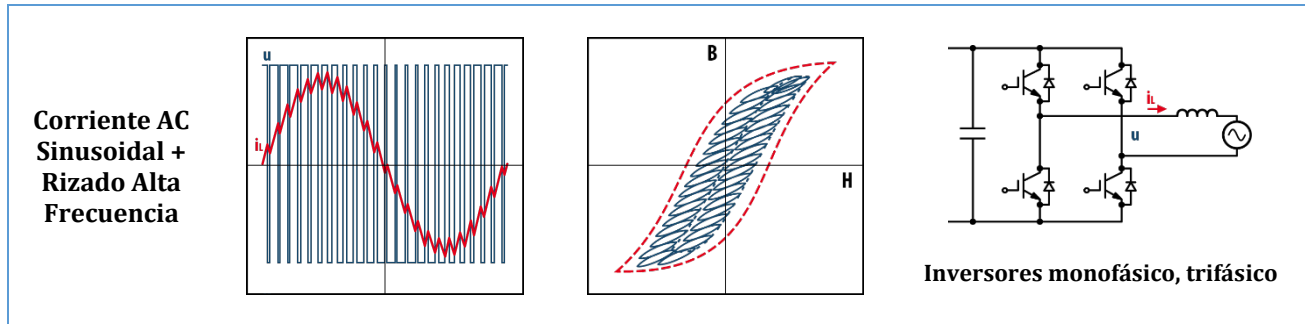 Corriente AC
Sinusoidal +
Rizado Alta
Frecuencia
u
iL
B
H
iL
u
Inversores monofásico, trifásico